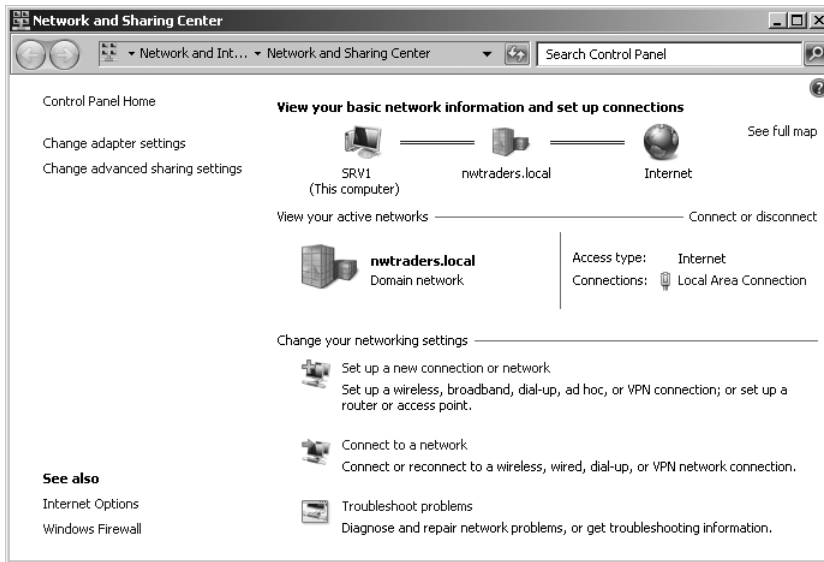 Network and Sharing Center
Network and Int... Network and Sharing Center
Search Control Panel
Control Panel Home
Change adapter settings
Change advanced sharing settings
View your basic network information and set up connections
See full map
SRV1
(This computer)
nwtraders.local
Internet
View your active networks
Connect or disconnect
nwtraders.local
Domain network
Access type: Internet
Connections: Local Area Connection
Change your networking settings
Set up a new connection or network
Set up a wireless, broadband, dial-up, ad hoc, or VPN connection; or set up a
router or access point.
Connect to a network
Connect or reconnect to a wireless, wired, dial-up, or VPN network connection.
Troubleshoot problems
Diagnose and repair network problems, or get troubleshooting information.
See also
Internet Options
Windows Firewall